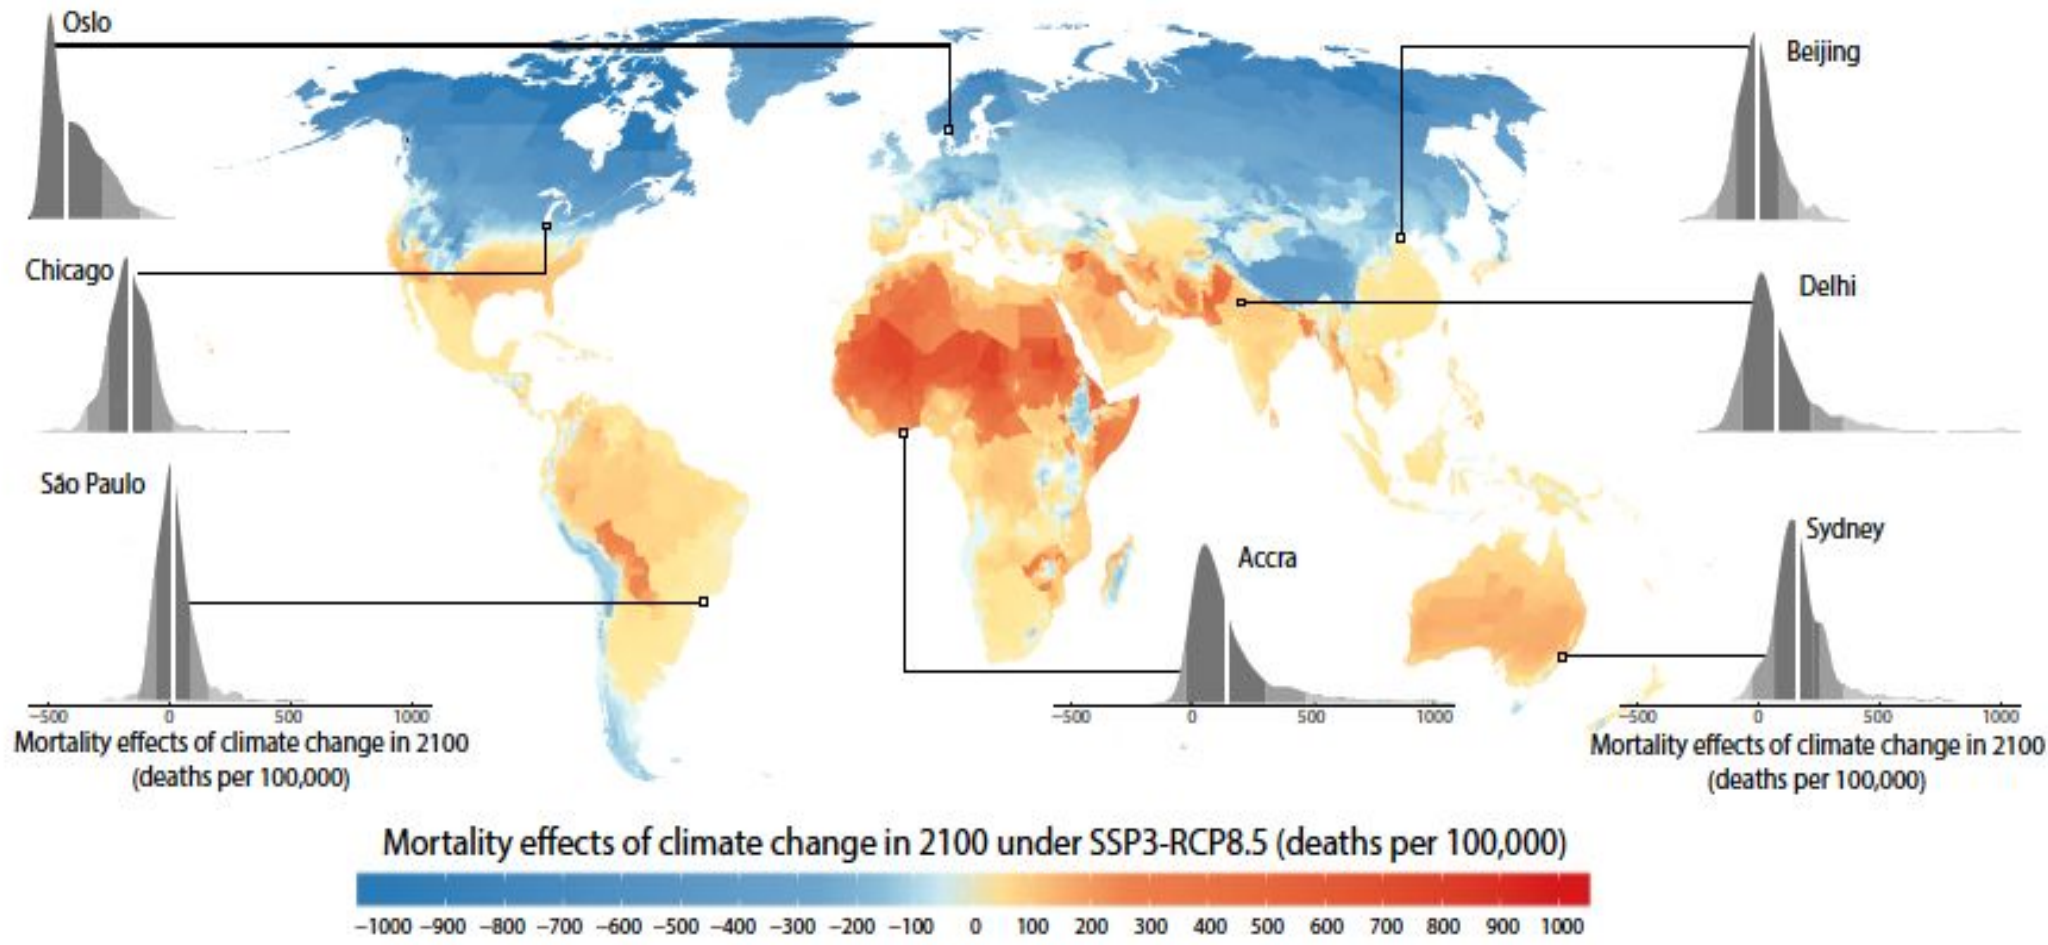 Oslo
Beijing
Chicago
Delhi
São Paulo
Sydney
Accra
−500 0 500 1000
−500 0 500 1000
−500 0 500 1000
Mortality effects of climate change in 2100
(deaths per 100,000)
Mortality effects of climate change in 2100
(deaths per 100,000)
Mortality effects of climate change in 2100 under SSP3-RCP8.5 (deaths per 100,000)
−1000 −900 −800 −700 −600 −500 −400 −300 −200 −100 0 100 200 300 400 500 600 700 800 900 1000